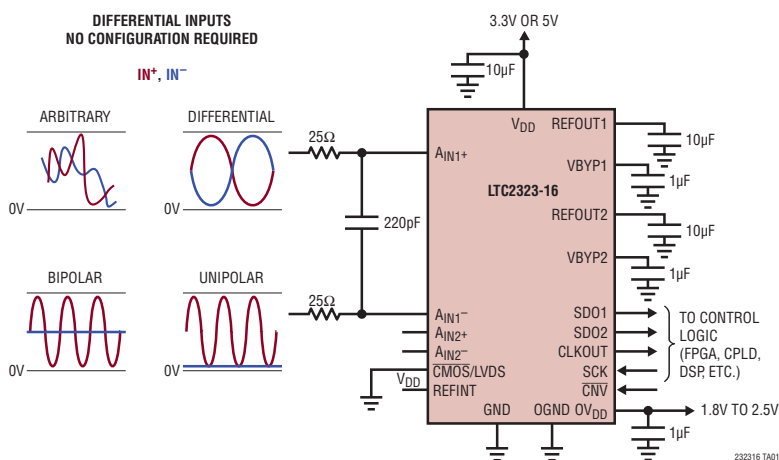 DIFFERENTIAL INPUTS
NO CONFIGURATION REQUIRED
IN+, IN−
ARBITRARY
DIFFERENTIAL
0V
0V
BIPOLAR
UNIPOLAR
0V
0V
25Ω
220pF
25Ω
3.3V OR 5V
10µF
VDD
REFOUT1
AIN1+
10µF
VBYP1
LTC2323-16
1µF
REFOUT2
10µF
VBYP2
1µF
AIN1−
SDO1
AIN2+
SDO2
AIN2−
CLKOUT
C̅M̅O̅S̅/LVDS
SCK
VDD
REFINT
C̅N̅V̅
TO CONTROL
LOGIC
(FPGA, CPLD,
DSP, ETC.)
GND
OGND
OVDD
1.8V TO 2.5V
1µF
232316 TA01